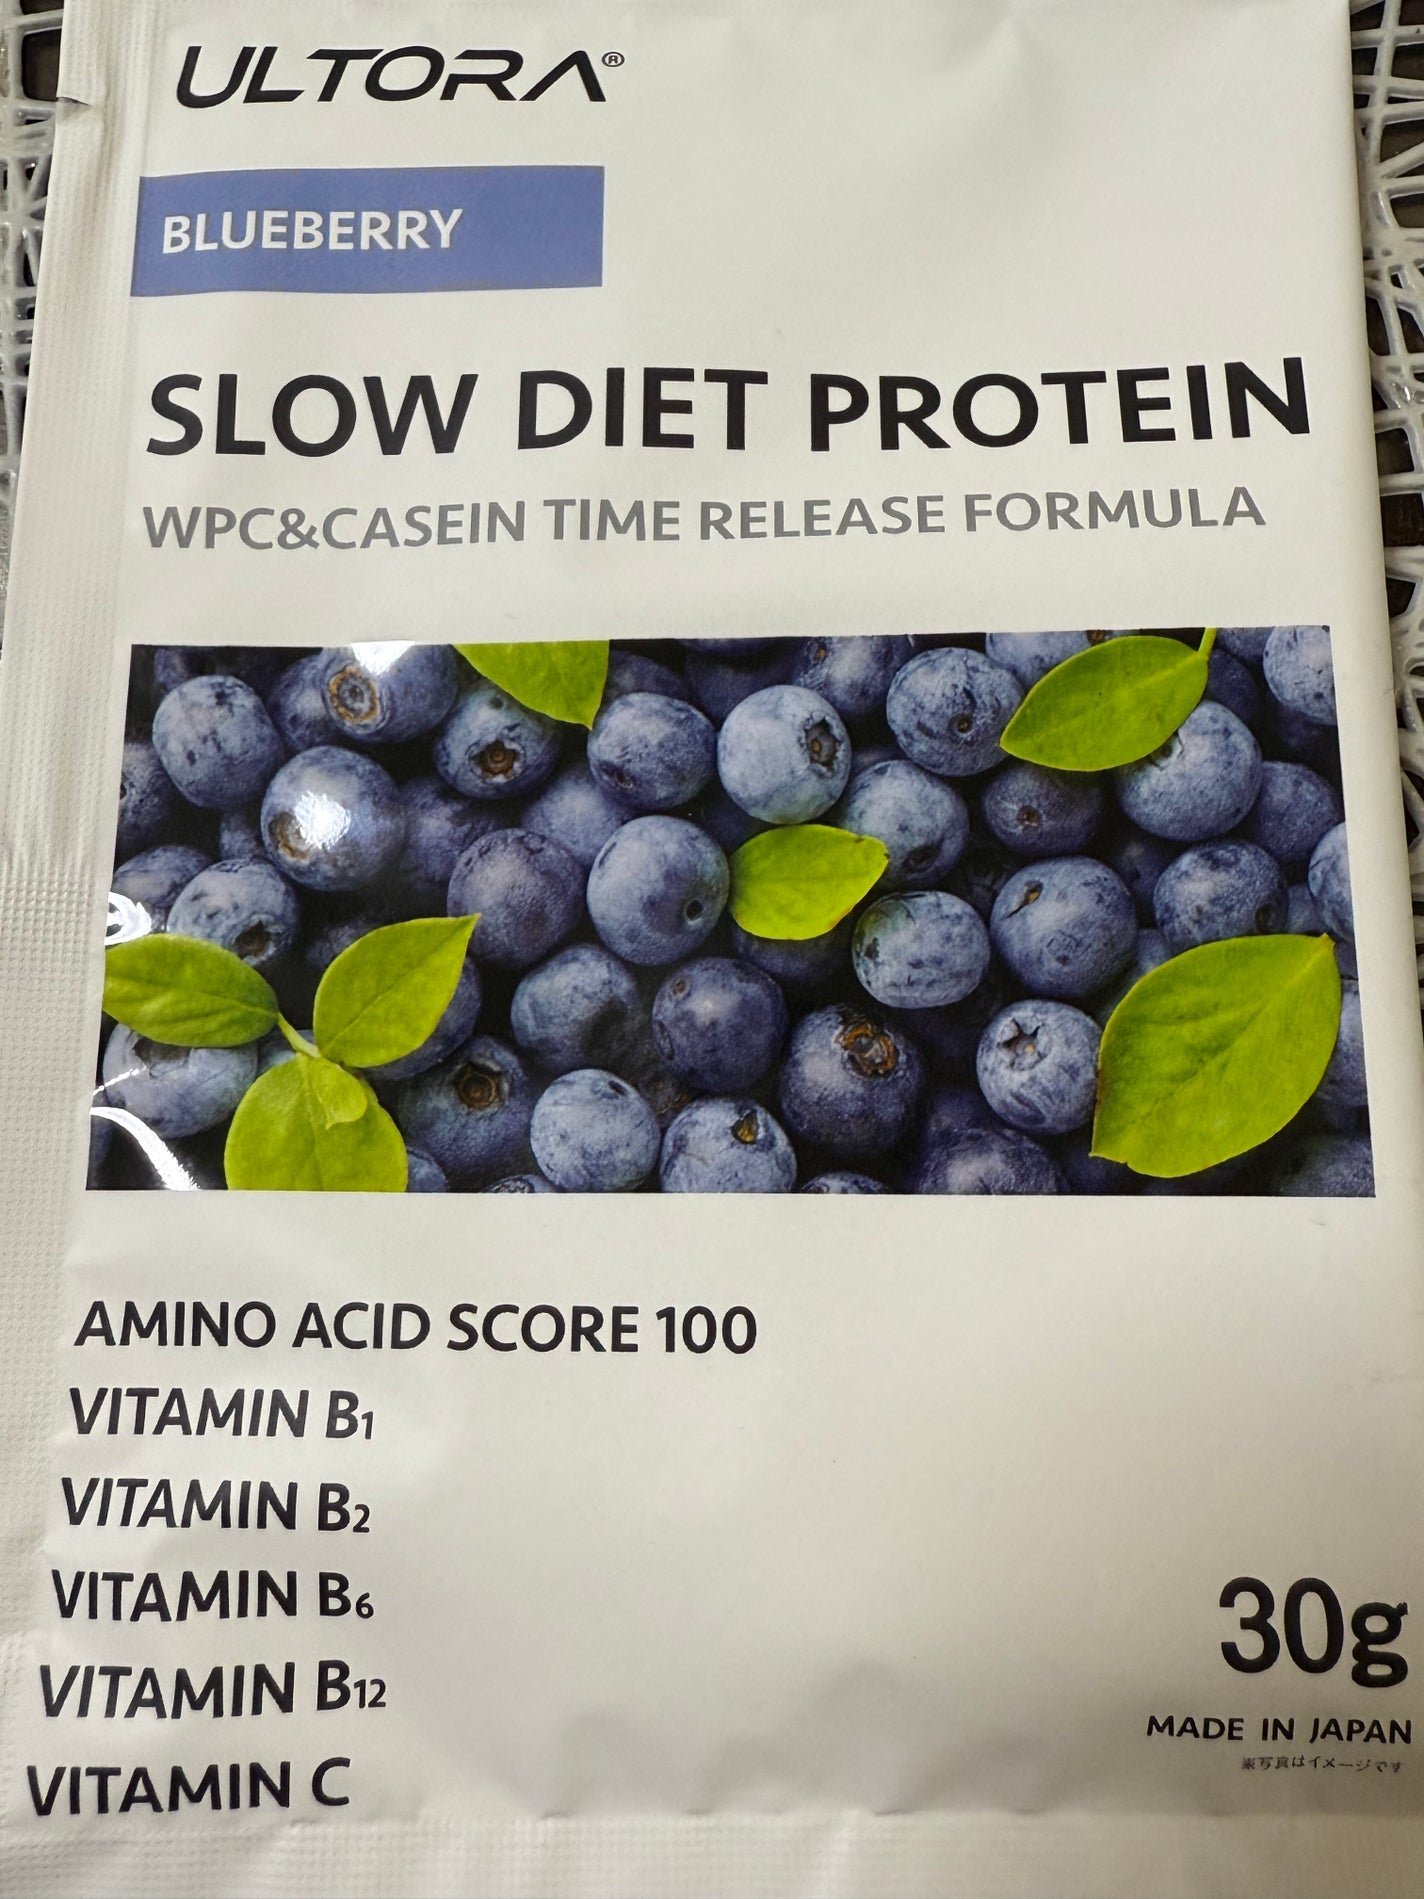 ULTORA®
BLUEBERRY
SLOW DIET PROTEIN
WPC&CASEIN TIME RELEASE FORMULA
AMINO ACID SCORE 100
VITAMIN B₁
VITAMIN B₂
VITAMIN B₆
VITAMIN B₁₂
VITAMIN C
30g
MADE IN JAPAN
※写真はイメージです